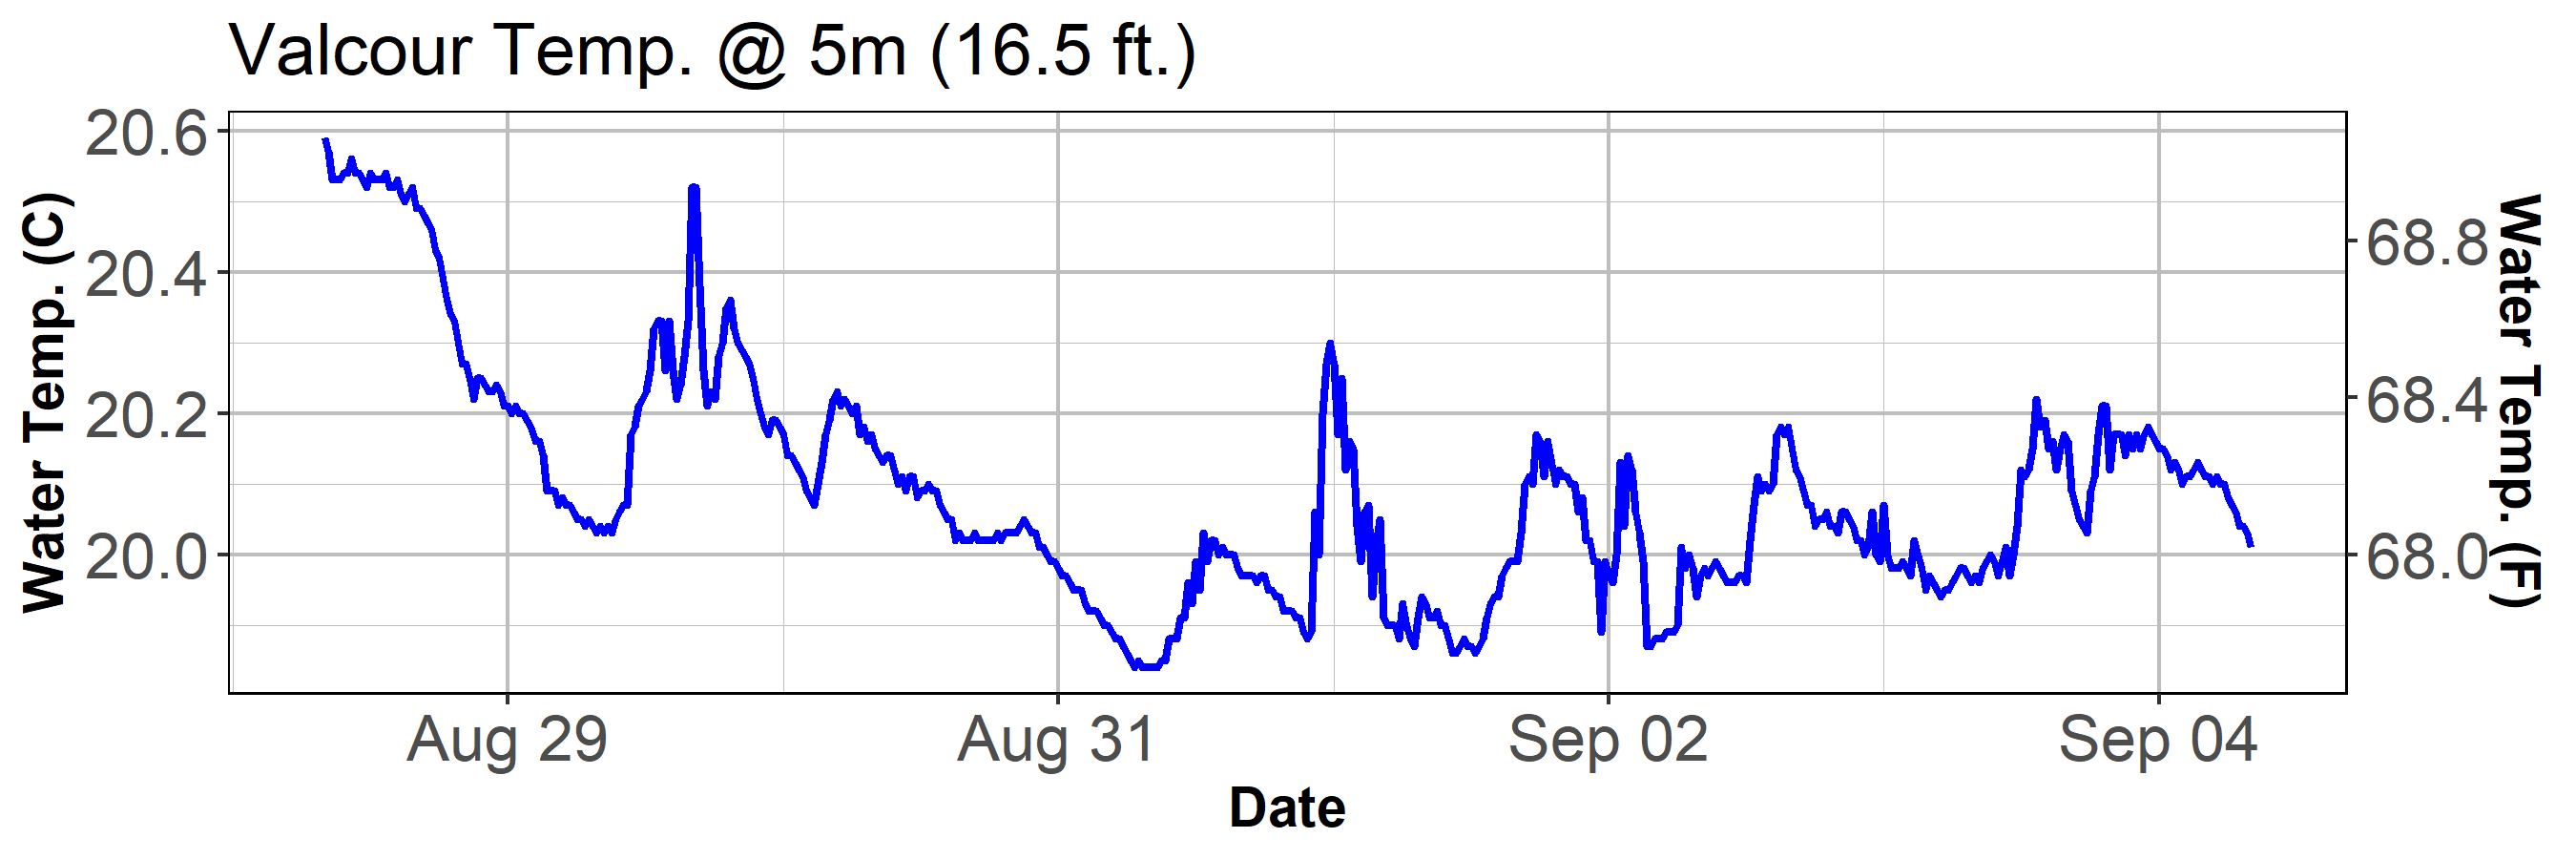 Valcour Temp. @ 5m (16.5 ft.)
Water Temp. (C)
20.6
20.4
20.2
20.0
68.8
68.4
68.0
Water Temp. (F)
Aug 29 Aug 31 Sep 02 Sep 04
Date